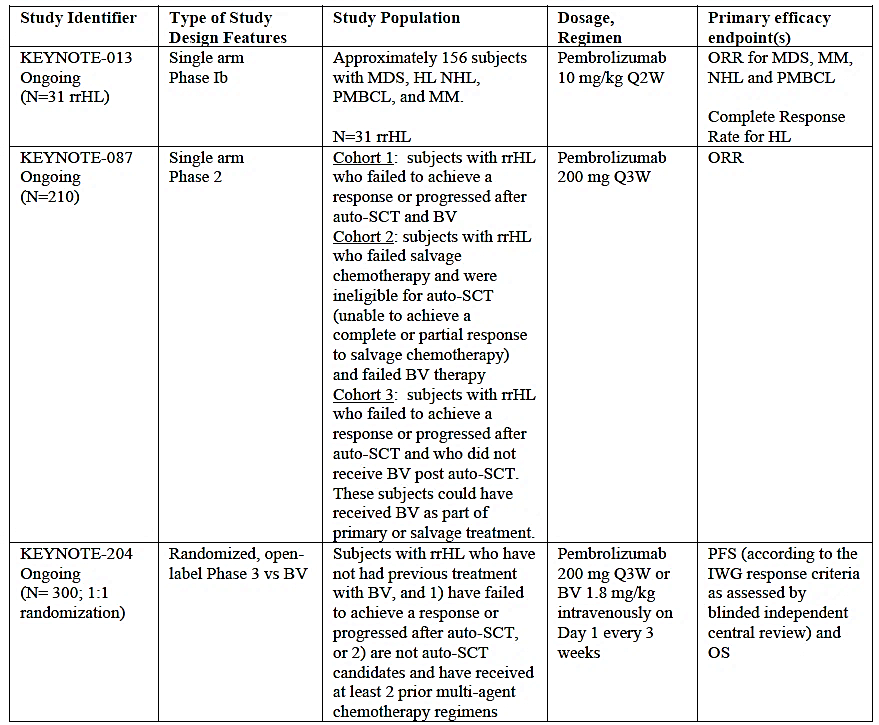 Study Identifier
Type of Study
Design Features
Study Population
Dosage,
Regimen
Primary efficacy
endpoint(s)
KEYNOTE-013
Ongoing
(N=31 rrHL)
Single arm
Phase Ib
Approximately 156 subjects
with MDS, HL NHL,
PMBCL, and MM.
N=31 rrHL
Pembrolizumab
10 mg/kg Q2W
ORR for MDS, MM,
NHL and PMBCL
Complete Response
Rate for HL
KEYNOTE-087
Ongoing
(N=210)
Single arm
Phase 2
Cohort 1:  subjects with rrHL
who failed to achieve a
response or progressed after
auto-SCT and BV
Cohort 2: subjects with rrHL
who failed salvage
chemotherapy and were
ineligible for auto-SCT
(unable to achieve a
complete or partial response
to salvage chemotherapy)
and failed BV therapy
Cohort 3:  subjects with rrHL
who failed to achieve a
response or progressed after
auto-SCT and who did not
receive BV post auto-SCT.
These subjects could have
received BV as part of
primary or salvage treatment.
Pembrolizumab
200 mg Q3W
ORR
KEYNOTE-204
Ongoing
(N= 300; 1:1
randomization)
Randomized, open-
label Phase 3 vs BV
Subjects with rrHL who have
not had previous treatment
with BV, and 1) have failed
to achieve a response or
progressed after auto-SCT,
or 2) are not auto-SCT
candidates and have received
at least 2 prior multi-agent
chemotherapy regimens
Pembrolizumab
200 mg Q3W or
BV 1.8 mg/kg
intravenously on
Day 1 every 3
weeks
PFS (according to the
IWG response criteria
as assessed by
blinded independent
central review) and
OS